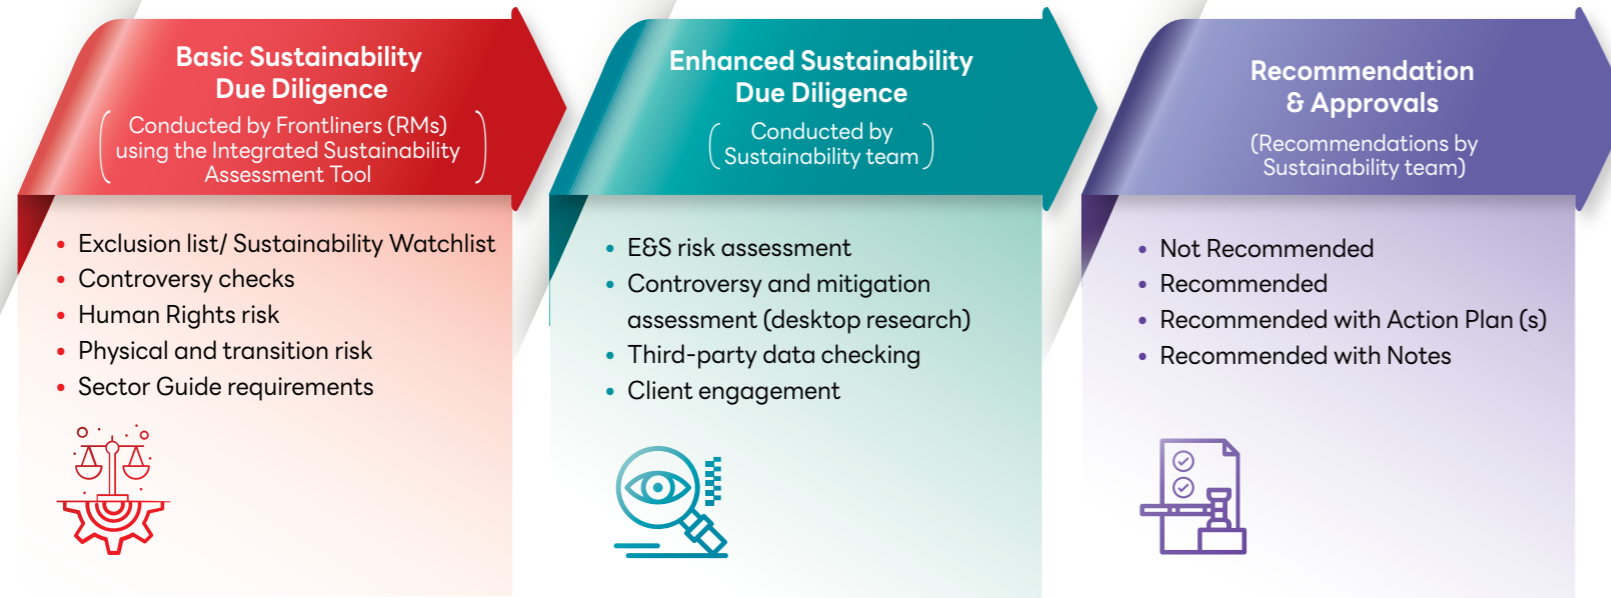 Basic Sustainability
Due Diligence
(Conducted by Frontliners (RMs)
using the Integrated Sustainability
Assessment Tool)
• Exclusion list/ Sustainability Watchlist
• Controversy checks
• Human Rights risk
• Physical and transition risk
• Sector Guide requirements
Enhanced Sustainability
Due Diligence
(Conducted by
Sustainability team)
• E&S risk assessment
• Controversy and mitigation
assessment (desktop research)
• Third-party data checking
• Client engagement
Recommendation
& Approvals
(Recommendations by
Sustainability team)
• Not Recommended
• Recommended
• Recommended with Action Plan (s)
• Recommended with Notes